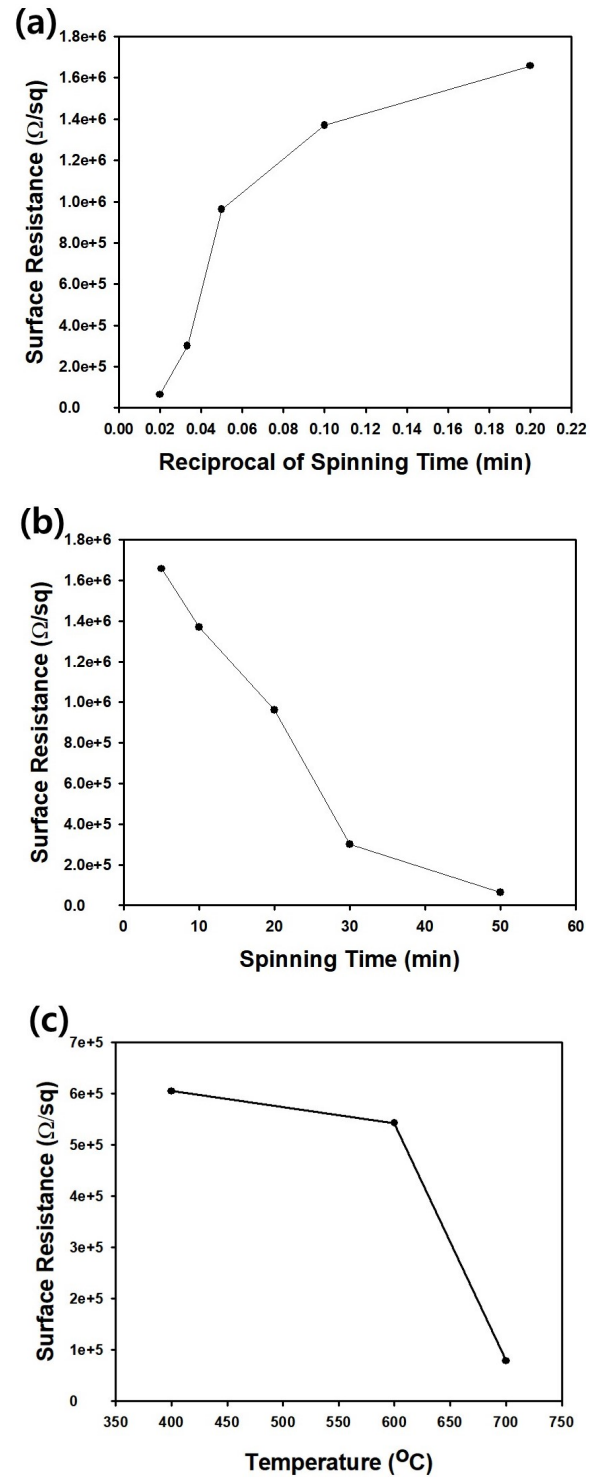 (a)
Surface Resistance (Ω/sq)
1.8e+6
1.6e+6
1.4e+6
1.2e+6
1.0e+6
8.0e+5
6.0e+5
4.0e+5
2.0e+5
0.0
0.00 0.02 0.04 0.06 0.08 0.10 0.12 0.14 0.16 0.18 0.20 0.22
Reciprocal of Spinning Time (min)
(b)
Surface Resistance (Ω/sq)
1.8e+6
1.6e+6
1.4e+6
1.2e+6
1.0e+6
8.0e+5
6.0e+5
4.0e+5
2.0e+5
0.0
0 10 20 30 40 50 60
Spinning Time (min)
(c)
Surface Resistance (Ω/sq)
7e+5
6e+5
5e+5
4e+5
3e+5
2e+5
1e+5
0
350 400 450 500 550 600 650 700 750
Temperature (ºC)